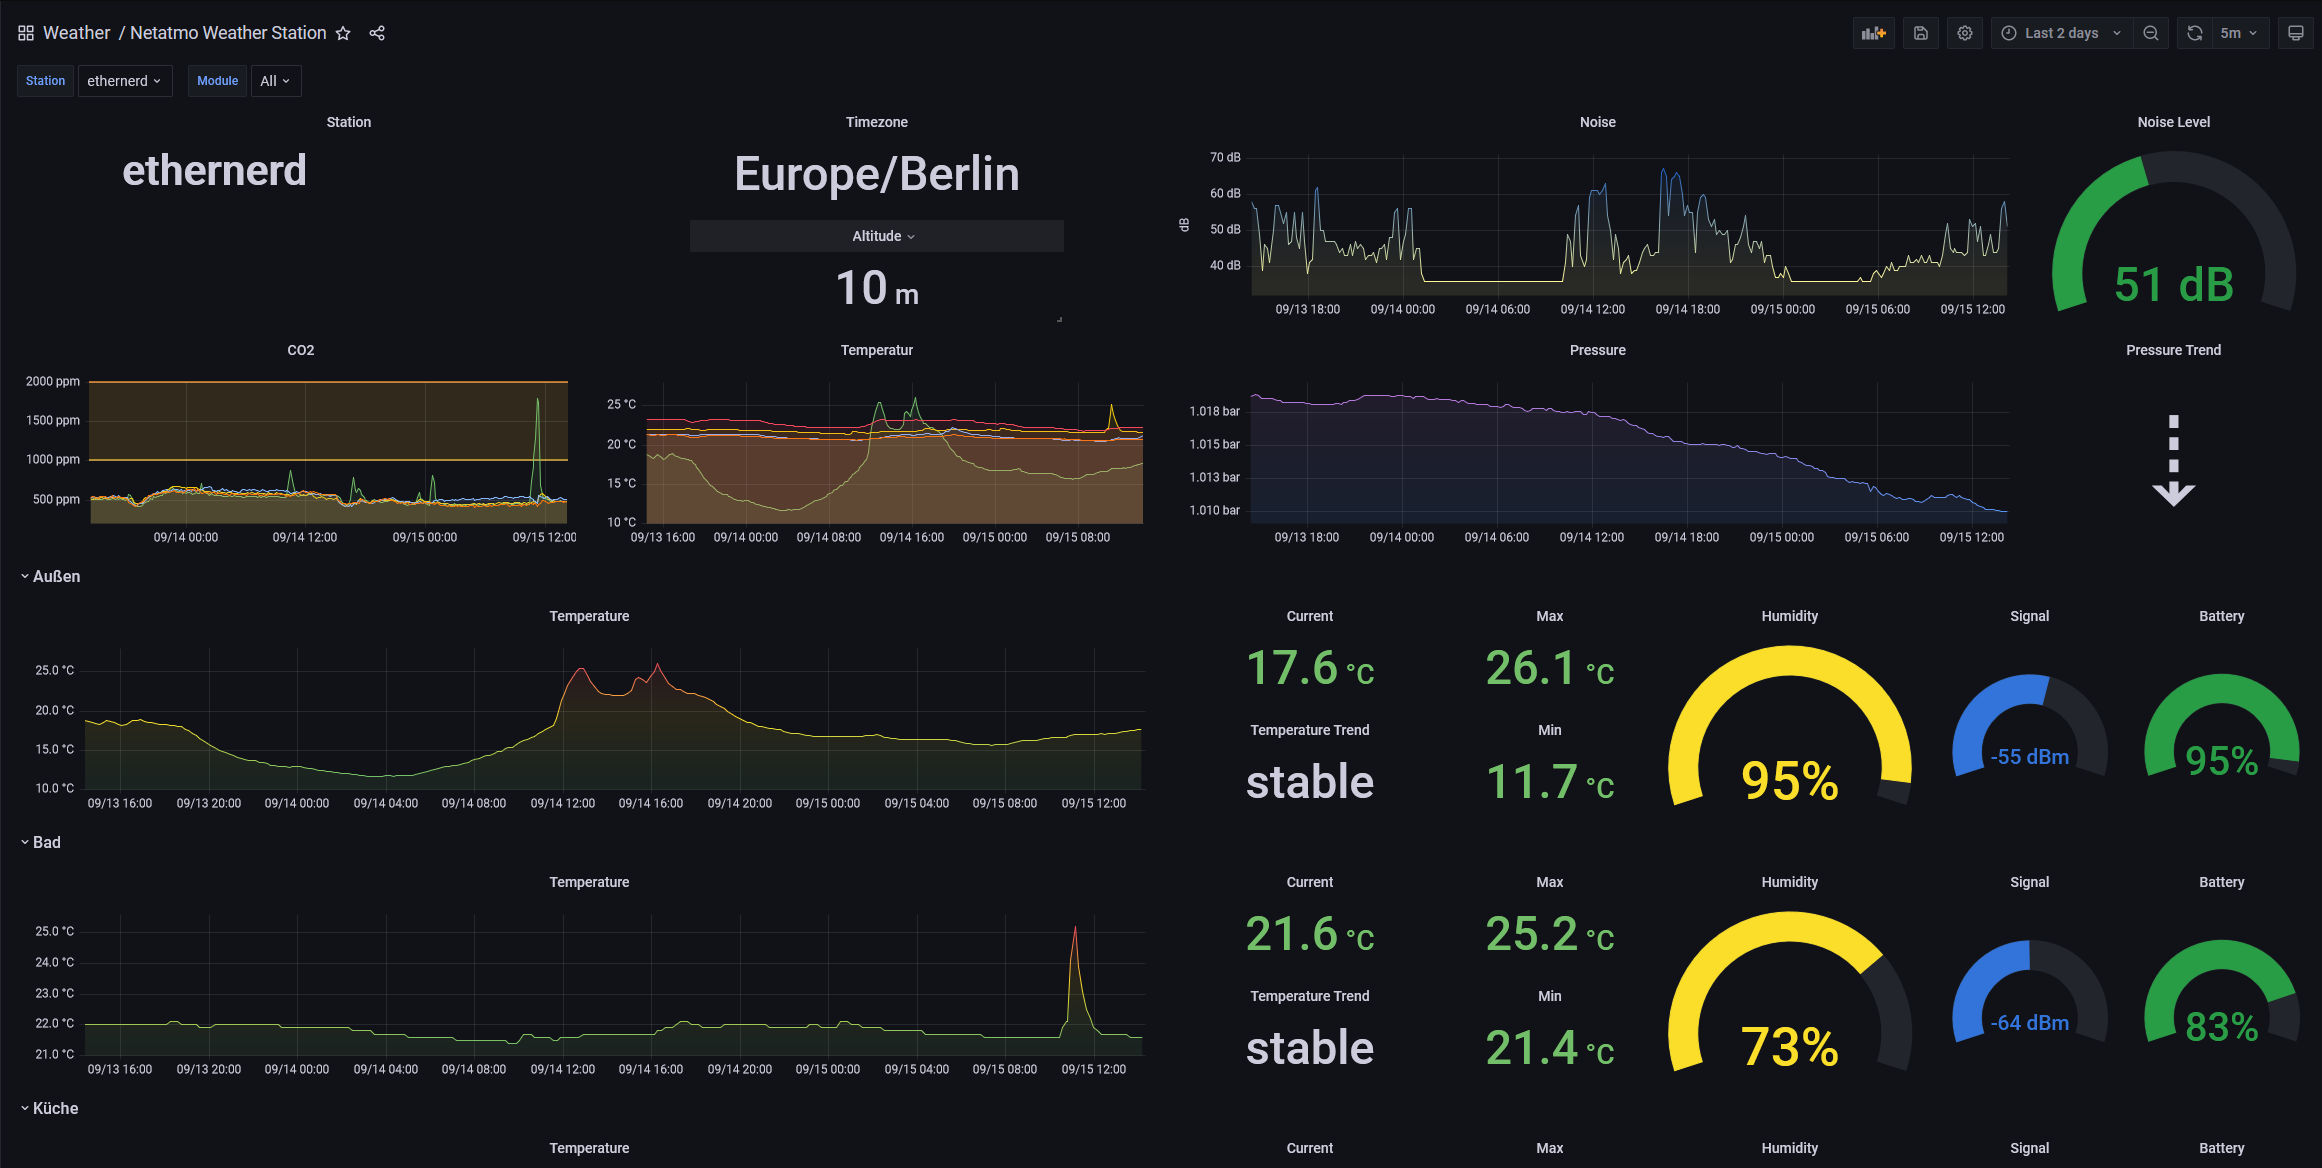 Weather / Netatmo Weather Station
Last 2 days
5m
Station
ethernerd
Module
All
Station
ethernerd
Timezone
Europe/Berlin
Altitude
10 m
Noise
dB
70 dB
60 dB
50 dB
40 dB
09/13 18:00 09/14 00:00 09/14 06:00 09/14 12:00 09/14 18:00 09/15 00:00 09/15 06:00 09/15 12:00
Noise Level
51 dB
CO2
2000 ppm
1500 ppm
1000 ppm
500 ppm
09/14 00:00 09/14 12:00 09/15 00:00 09/15 12:00
Temperatur
25 °C
20 °C
15 °C
10 °C
09/13 16:00 09/14 00:00 09/14 08:00 09/14 16:00 09/15 00:00 09/15 08:00
Pressure
1.018 bar
1.015 bar
1.013 bar
1.010 bar
09/13 18:00 09/14 00:00 09/14 06:00 09/14 12:00 09/14 18:00 09/15 00:00 09/15 06:00 09/15 12:00
Pressure Trend
Außen
Temperature
25.0 °C
20.0 °C
15.0 °C
10.0 °C
09/13 16:00 09/13 20:00 09/14 00:00 09/14 04:00 09/14 08:00 09/14 12:00 09/14 16:00 09/14 20:00 09/15 00:00 09/15 04:00 09/15 08:00 09/15 12:00
Current
17.6 °C
Max
26.1 °C
Temperature Trend
stable
Min
11.7 °C
Humidity
95%
Signal
-55 dBm
Battery
95%
Bad
Temperature
25.0 °C
24.0 °C
23.0 °C
22.0 °C
21.0 °C
09/13 16:00 09/13 20:00 09/14 00:00 09/14 04:00 09/14 08:00 09/14 12:00 09/14 16:00 09/14 20:00 09/15 00:00 09/15 04:00 09/15 08:00 09/15 12:00
Current
21.6 °C
Max
25.2 °C
Temperature Trend
stable
Min
21.4 °C
Humidity
73%
Signal
-64 dBm
Battery
83%
Küche
Temperature
Current
Max
Humidity
Signal
Battery